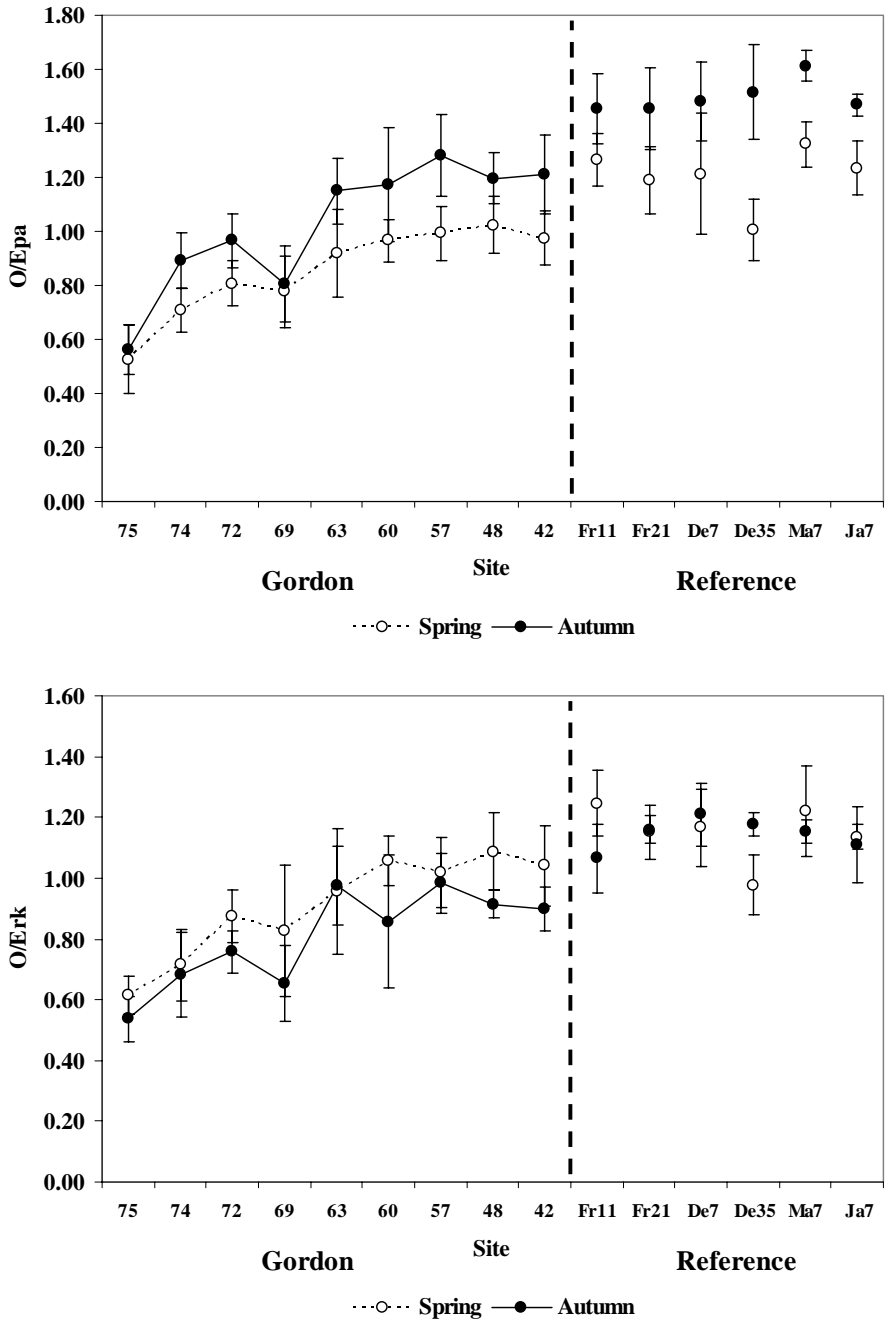 1.80
1.60
1.40
1.20
1.00
0.80
0.60
0.40
0.20
0.00
O/Epa
75 74 72 69 63 60 57 48 42 Fr11 Fr21 De7 De35 Ma7 Ja7
Site
Gordon Reference
Spring Autumn
1.60
1.40
1.20
1.00
0.80
0.60
0.40
0.20
0.00
O/Erk
75 74 72 69 63 60 57 48 42 Fr11 Fr21 De7 De35 Ma7 Ja7
Site
Gordon Reference
Spring Autumn